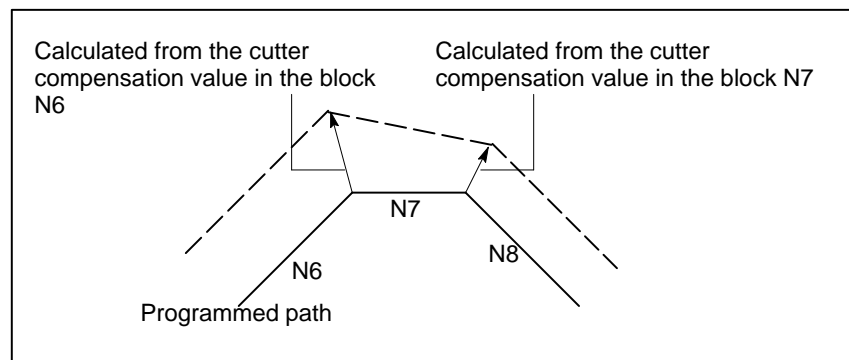 Calculated from the cutter
compensation value in the block
N6
Calculated from the cutter
compensation value in the block N7
N7
N6
N8
Programmed path